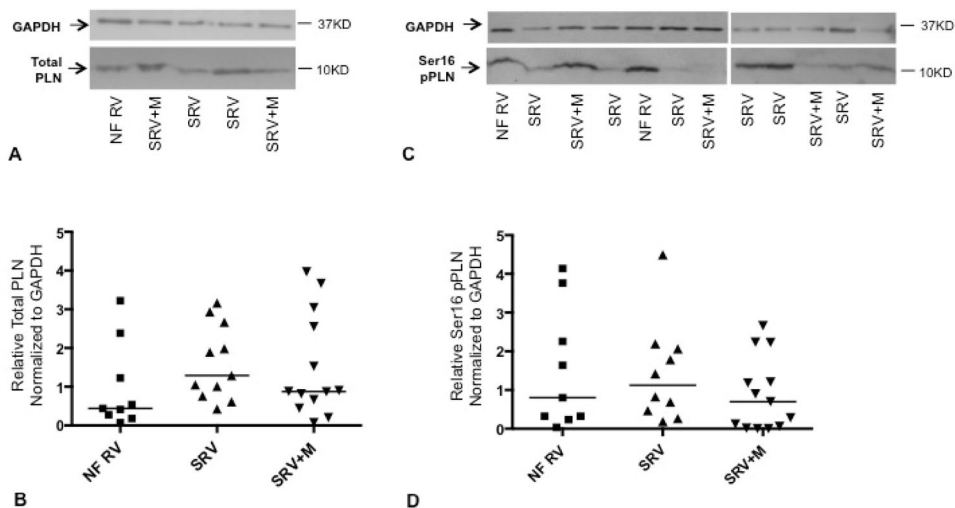 GAPDH
37KD
Total
PLN
10KD
NF RV
SRV+M
SRV
SRV
SRV+M
A
GAPDH
37KD
Ser16
pPLN
10KD
NF RV
SRV
SRV+M
SRV
NF RV
SRV
SRV+M
SRV
SRV
SRV+M
SRV
SRV+M
C
Relative Total PLN
Normalized to GAPDH
5
4
3
2
1
0
NF RV
SRV
SRV+M
B
Relative Ser16 pPLN
Normalized to GAPDH
5
4
3
2
1
0
NF RV
SRV
SRV+M
D